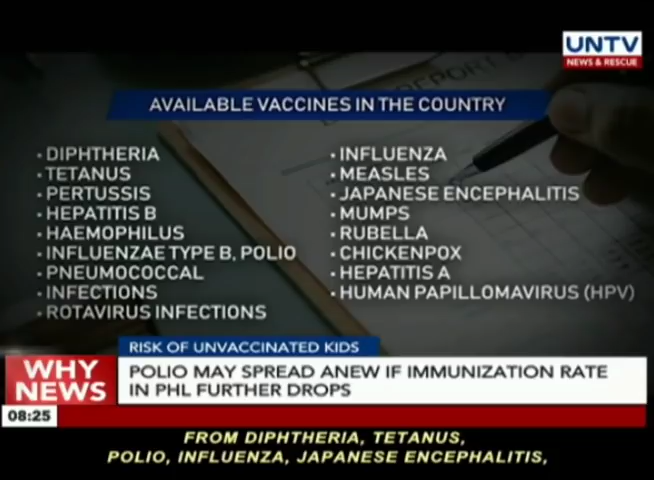 UNTV
NEWS & RESCUE
AVAILABLE VACCINES IN THE COUNTRY
• DIPHTHERIA
• TETANUS
• PERTUSSIS
• HEPATITIS B
• HAEMOPHILUS
• INFLUENZAE TYPE B, POLIO
• PNEUMOCOCCAL
• INFECTIONS
• ROTAVIRUS INFECTIONS
• INFLUENZA
• MEASLES
• JAPANESE ENCEPHALITIS
• MUMPS
• RUBELLA
• CHICKENPOX
• HEPATITIS A
• HUMAN PAPILLOMAVIRUS (HPV)
RISK OF UNVACCINATED KIDS
WHY
NEWS
POLIO MAY SPREAD ANEW IF IMMUNIZATION RATE
IN PHL FURTHER DROPS
08:25
FROM DIPHTHERIA, TETANUS,
POLIO, INFLUENZA, JAPANESE ENCEPHALITIS,